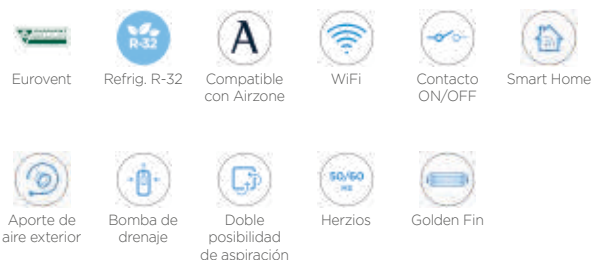 R-32
A
Eurovent
Refrig. R-32
Compatible
con Airzone
WiFi
Contacto
ON/OFF
Smart Home
50/60
HZ
Aporte de
aire exterior
Bomba de
drenaje
Doble
posibilidad
de aspiración
Herzios
Golden Fin